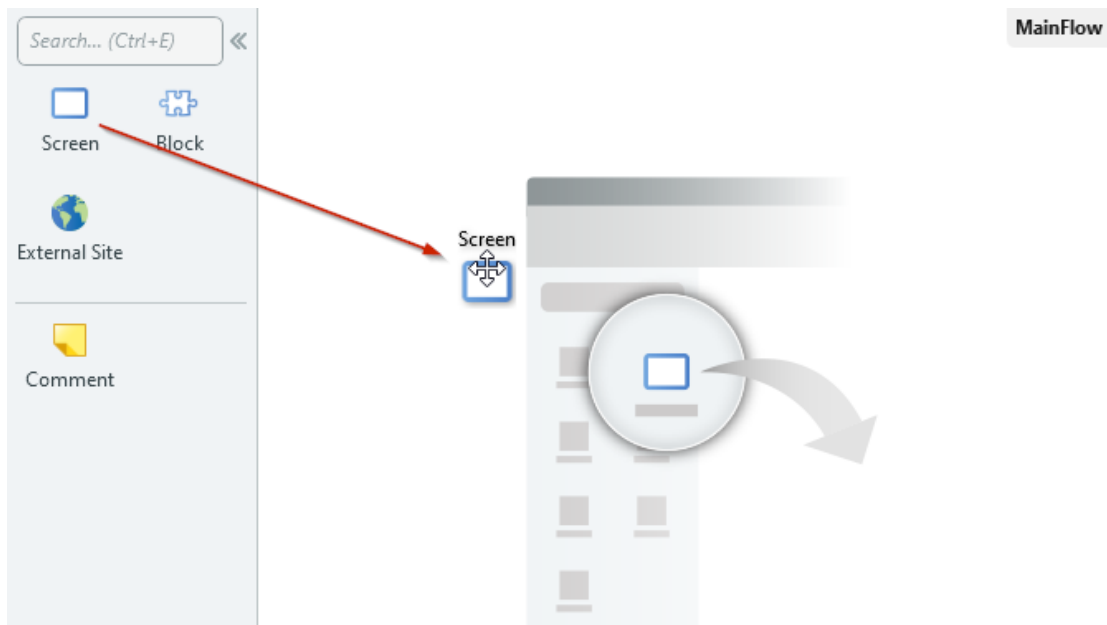 Search... (Ctrl+E)
MainFlow
Screen
Block
External Site
Comment
Screen